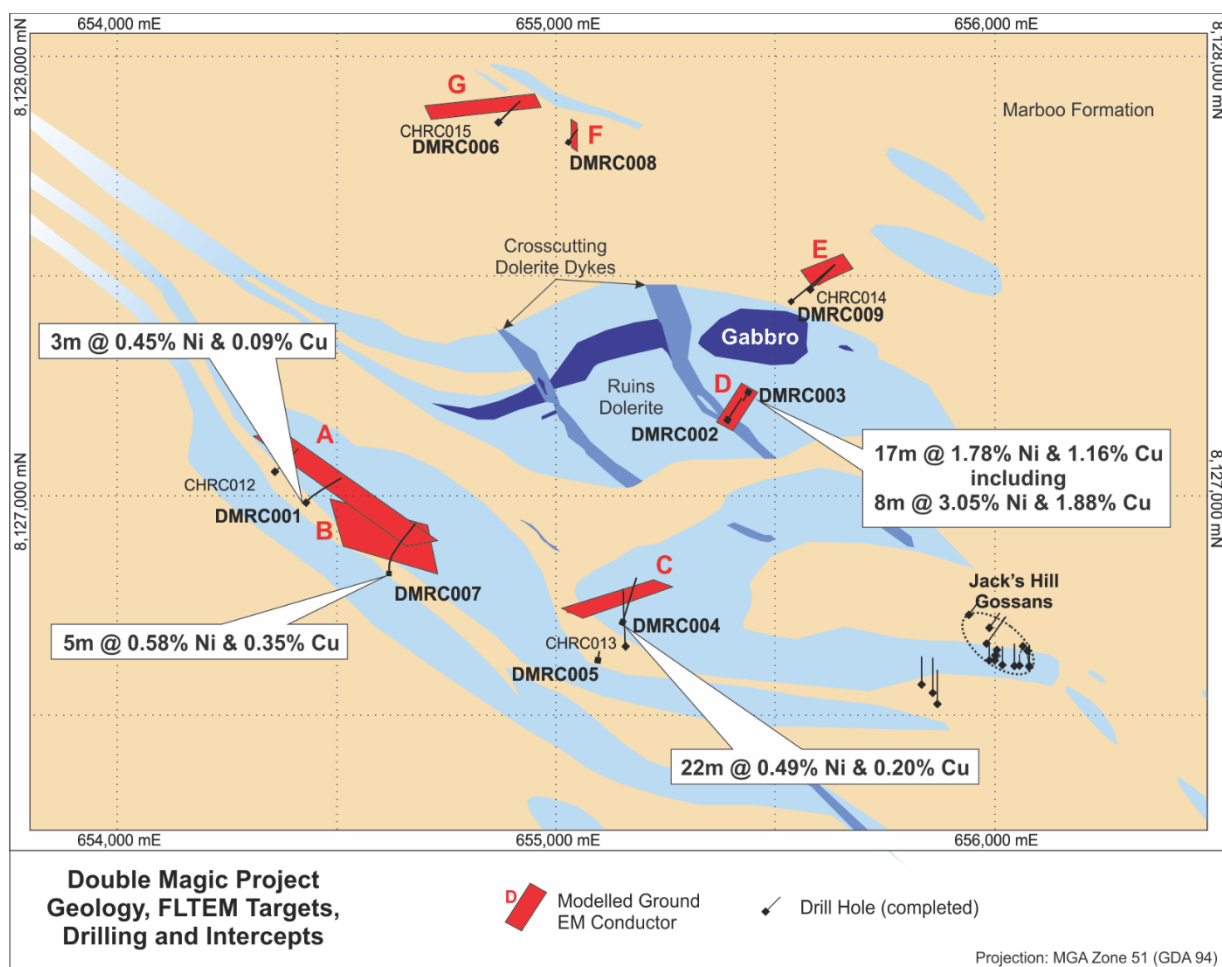 654,000 mE
655,000 mE
656,000 mE
8,128,000 mN
8,128,000 mN
G
CHRC015
DMRC006
F
DMRC008
Marboo Formation
Crosscutting
Dolerite Dykes
E
CHRC014
DMRC009
3m @ 0.45% Ni & 0.09% Cu
Gabbro
Ruins
Dolerite
D
DMRC003
DMRC002
A
CHRC012
DMRC001
17m @ 1.78% Ni & 1.16% Cu
including
8m @ 3.05% Ni & 1.88% Cu
8,127,000 mN
8,127,000 mN
B
DMRC007
C
Jack's Hill
Gossans
DMRC004
5m @ 0.58% Ni & 0.35% Cu
CHRC013
DMRC005
22m @ 0.49% Ni & 0.20% Cu
654,000 mE
655,000 mE
656,000 mE
Double Magic Project
Geology, FLTEM Targets,
Drilling and Intercepts
D
Modelled Ground
EM Conductor
Drill Hole (completed)
Projection: MGA Zone 51 (GDA 94)